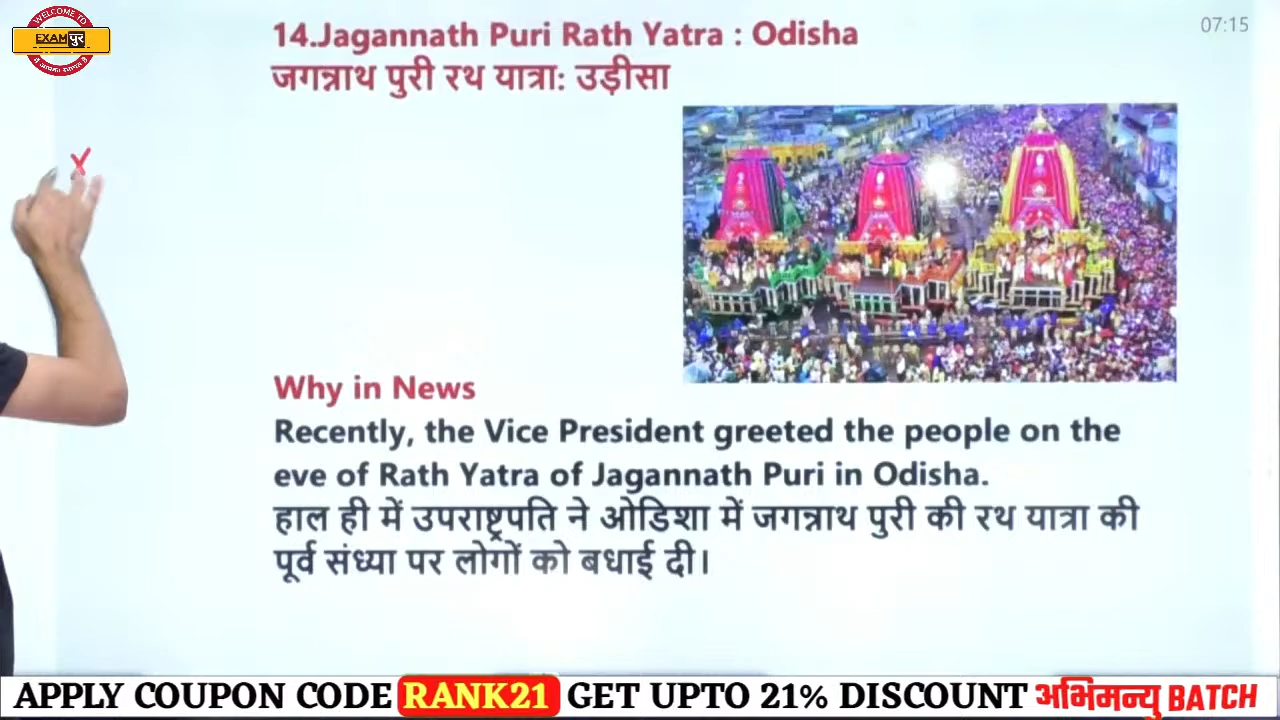 WELCOME TO
EXAMपुर
07:15
14.Jagannath Puri Rath Yatra : Odisha
जगन्नाथ पुरी रथ यात्रा: उड़ीसा
Why in News
Recently, the Vice President greeted the people on the
eve of Rath Yatra of Jagannath Puri in Odisha.
हाल ही में उपराष्ट्रपति ने ओडिशा में जगन्नाथ पुरी की रथ यात्रा की
पूर्व संध्या पर लोगों को बधाई दी।
APPLY COUPON CODE RANK21 GET UPTO 21% DISCOUNT अभिमन्यु BATCH